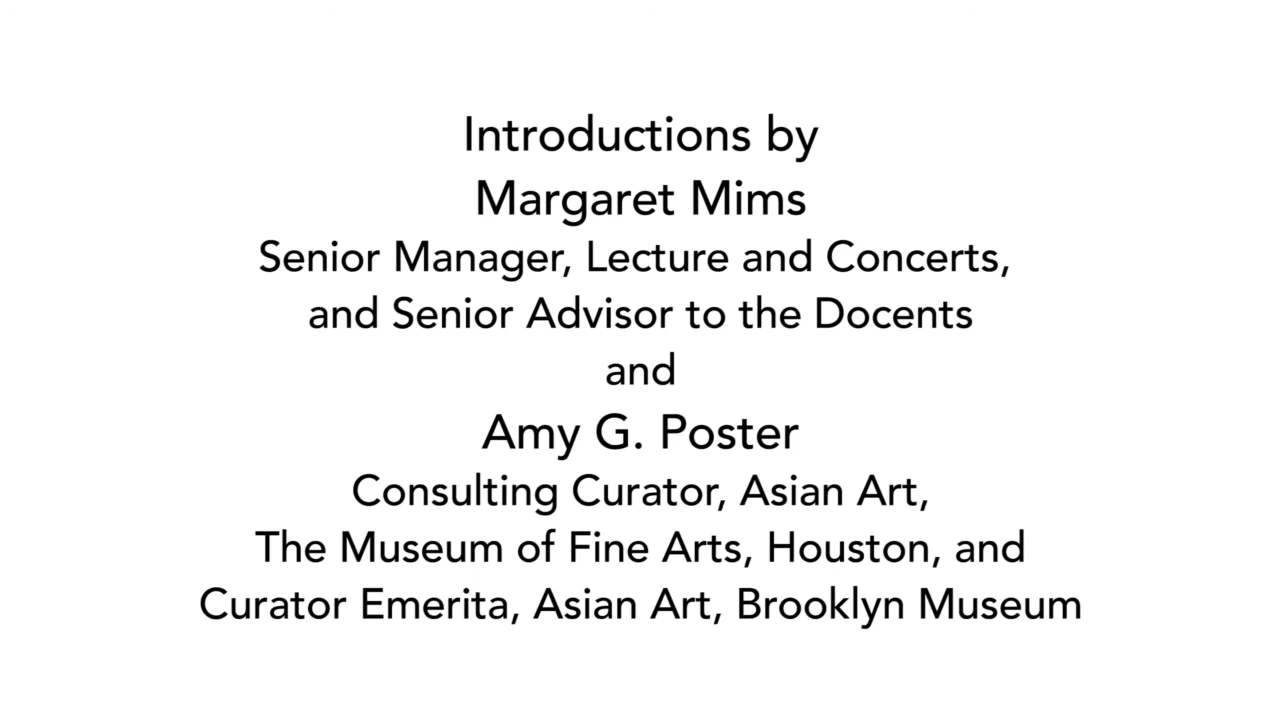 Introductions by
Margaret Mims
Senior Manager, Lecture and Concerts,
and Senior Advisor to the Docents
and
Amy G. Poster
Consulting Curator, Asian Art,
The Museum of Fine Arts, Houston, and
Curator Emerita, Asian Art, Brooklyn Museum